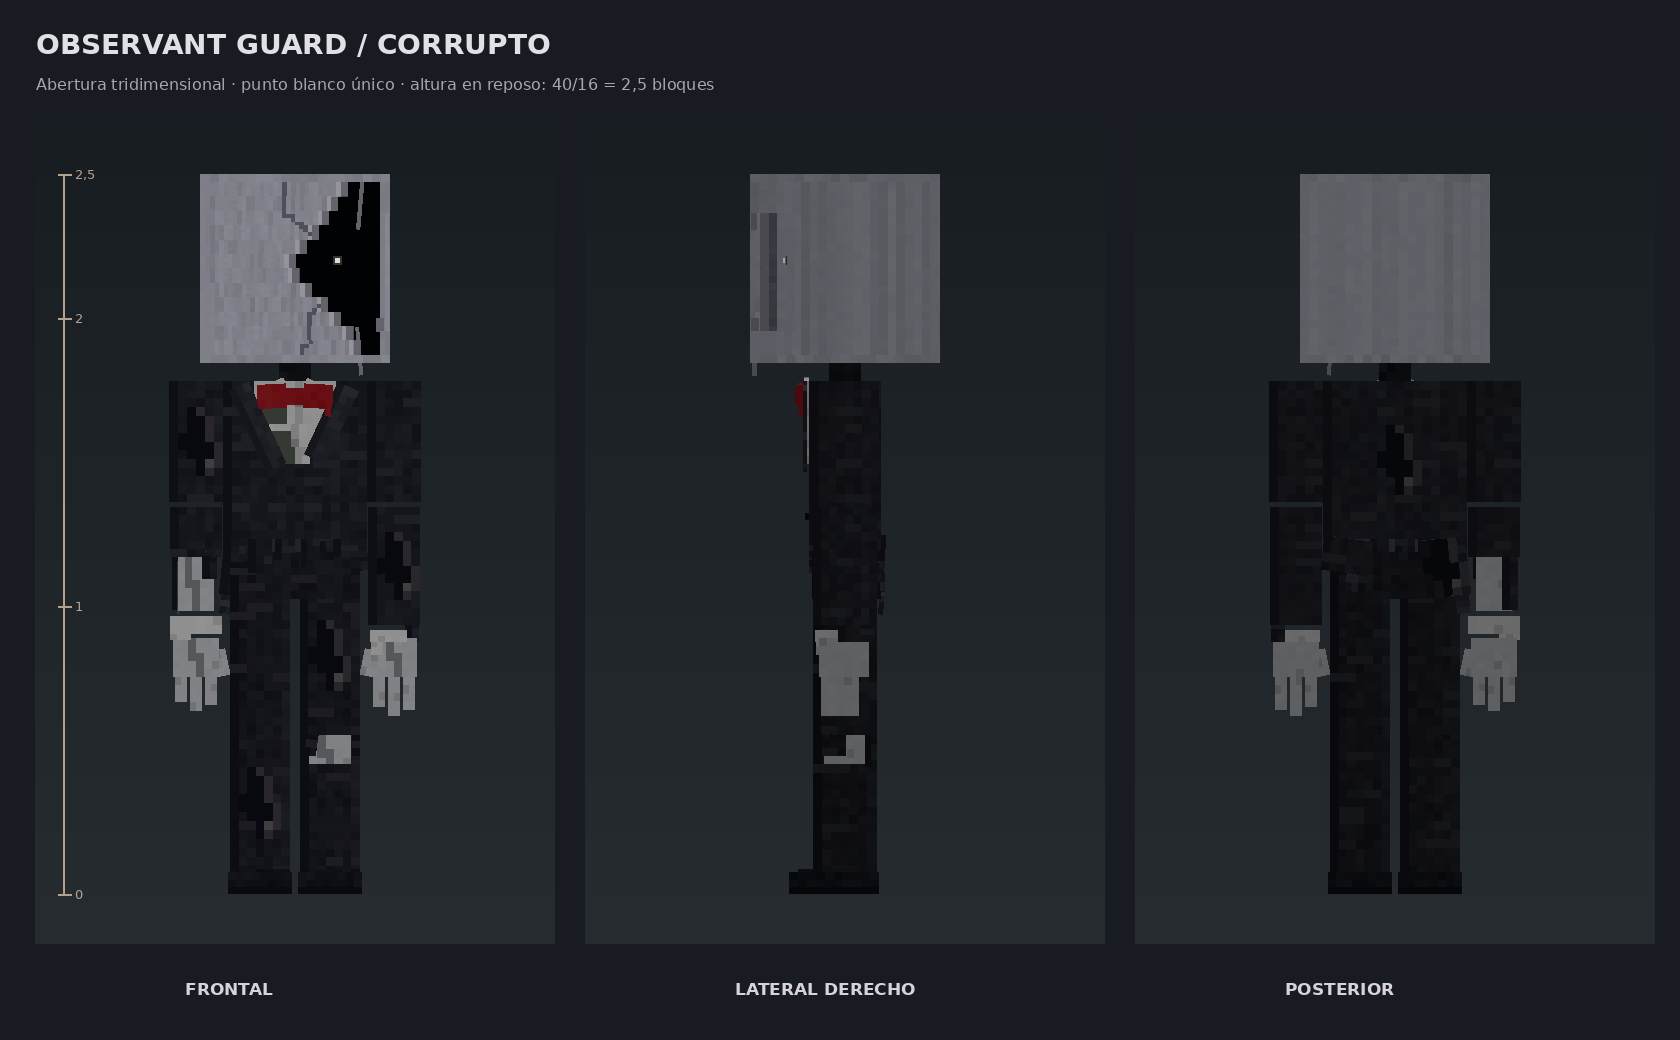 OBSERVANT GUARD / CORRUPTO
Abertura tridimensional · punto blanco único · altura en reposo: 40/16 = 2,5 bloques
2,5
2
1
0
FRONTAL
LATERAL DERECHO
POSTERIOR